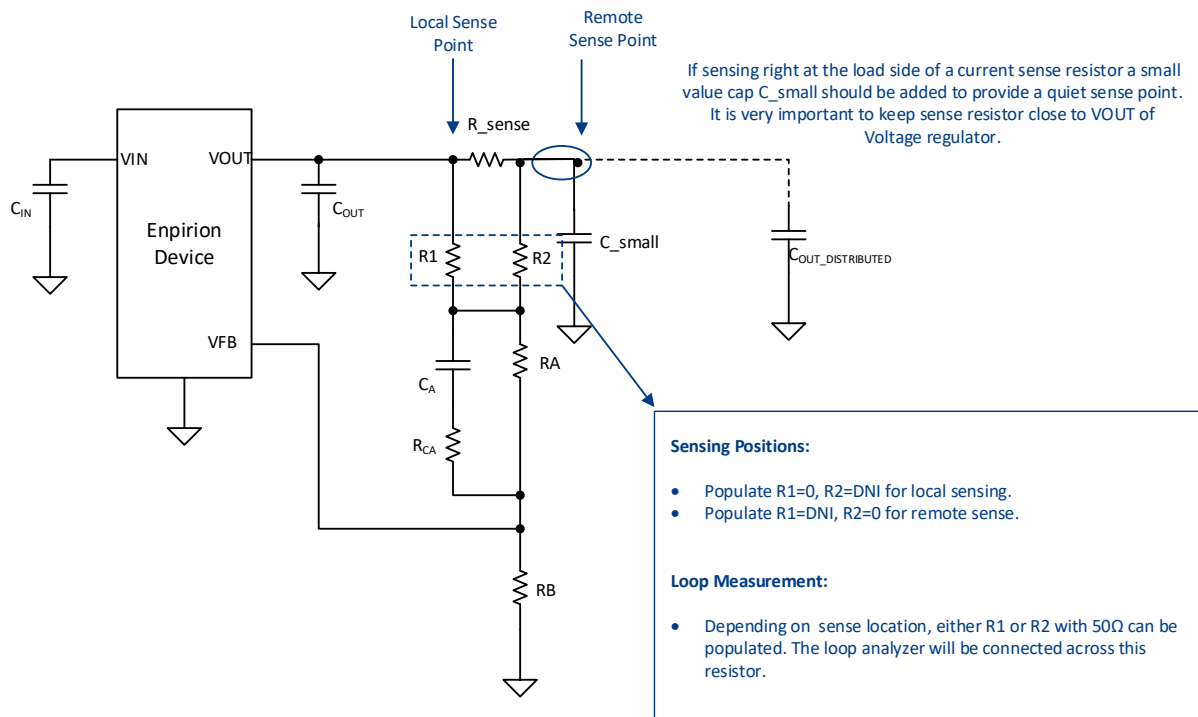 Local Sense
Point
Remote
Sense Point
If sensing right at the load side of a current sense resistor a small
value cap C_small should be added to provide a quiet sense point.
It is very important to keep sense resistor close to VOUT of
Voltage regulator.
R_sense
VIN
VOUT
C_IN
Enpirion
Device
C_OUT
R1
R2
C_small
C_OUT_DISTRIBUTED
VFB
C_A
RA
R_CA
RB
Sensing Positions:
• Populate R1=0, R2=DNI for local sensing.
• Populate R1=DNI, R2=0 for remote sense.
Loop Measurement:
• Depending on sense location, either R1 or R2 with 50Ω can be
populated. The loop analyzer will be connected across this
resistor.